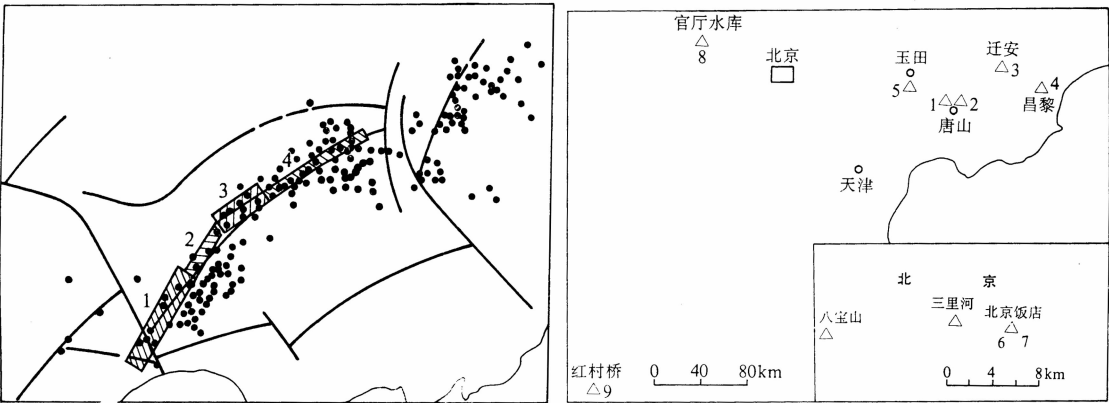 4
3
2
1
官厅水库
8
北京
玉田
5
迁安
3
4
昌黎
1 2
唐山
天津
北 京
八宝山
三里河
北京饭店
6 7
红村桥
9
0 40 80km
0 4 8km